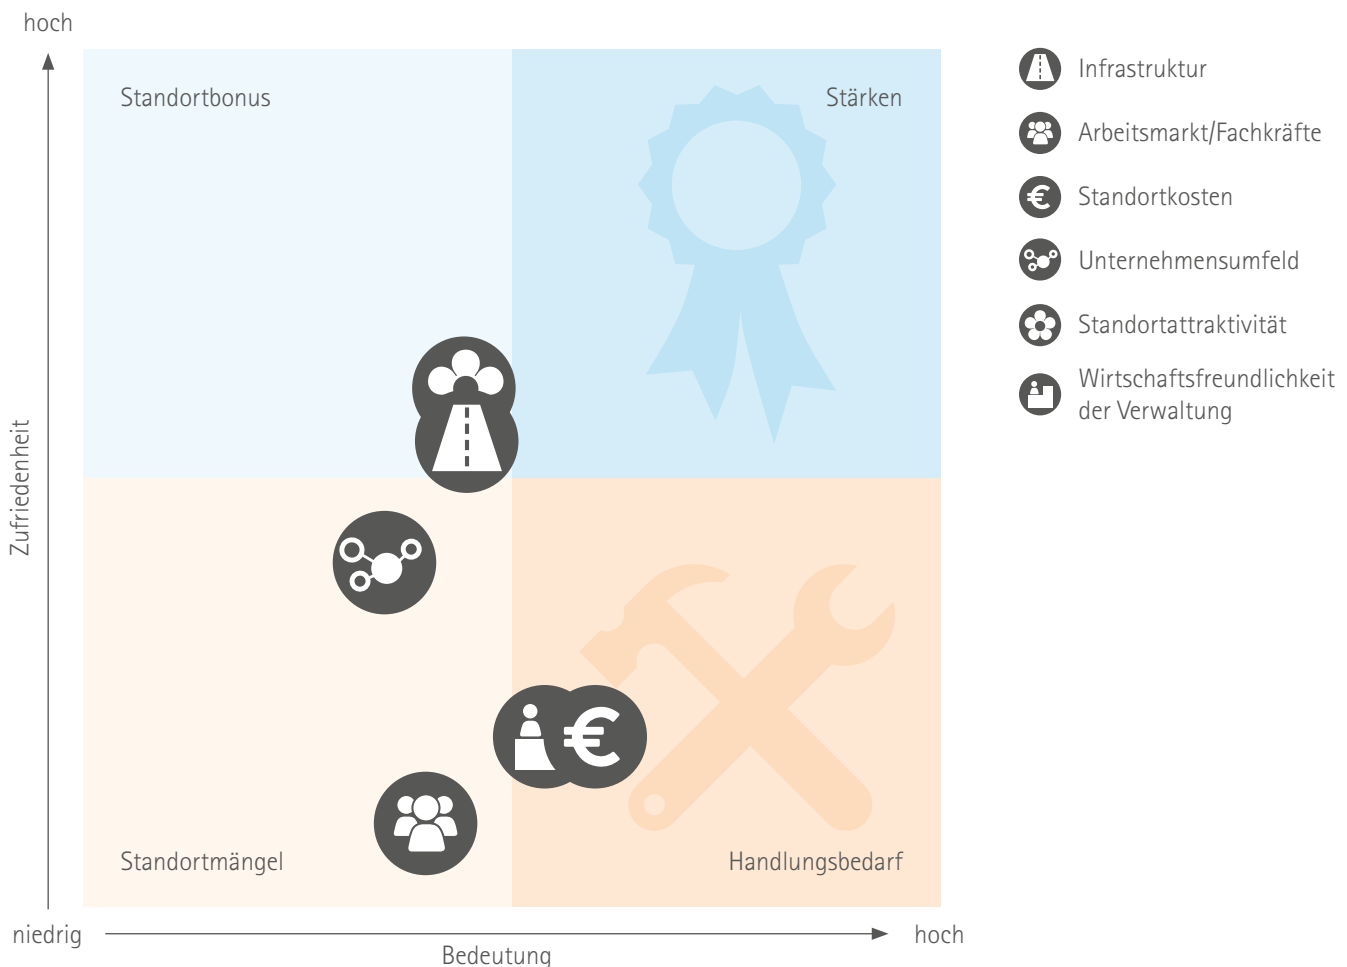 hoch
Standortbonus
Stärken
Zufriedenheit
Standortmängel
Handlungsbedarf
niedrig
Bedeutung
hoch
Infrastruktur
Arbeitsmarkt/Fachkräfte
€ Standortkosten
Unternehmensumfeld
Standortattraktivität
Wirtschaftsfreundlichkeit
der Verwaltung
€